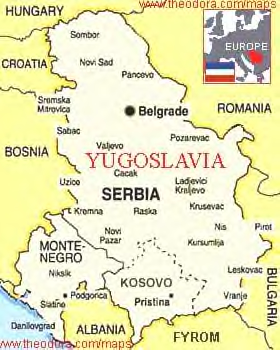 www.theodora.com/maps
HUNGARY
EUROPE
Sombor
CROATIA
Novi Sad
Pancevo
Sremska
Mitrovica
Belgrade
ROMANIA
Sabac
Pozarevac
BOSNIA
Valjevo
YUGOSLAVIA
Cacak
Ladjevici
Kraljevo
Uzice
SERBIA
Kremna
Raska
Krusevac
Nis
Pirot
Novi
Pazar
Kursumlija
MONTE-
NEGRO
Niksik
KOSOVO
Leskovac
BULGARIA
Slatine
Podgorica
Pristina
Vranje
Danilovgrad
ALBANIA
FYROM
www.theodora.com/maps